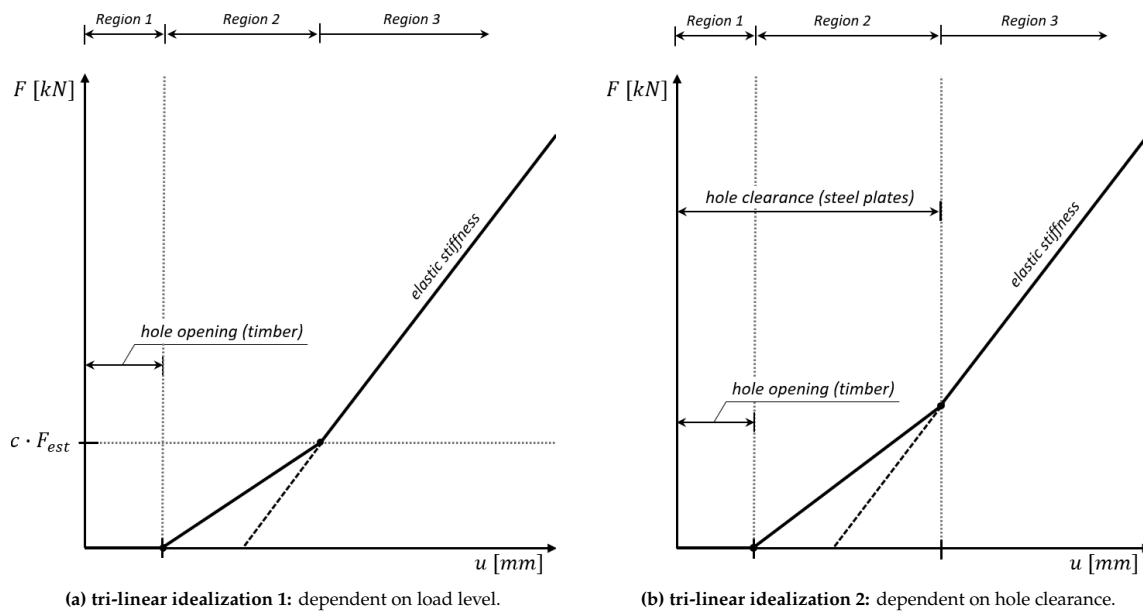 Region 1
Region 2
Region 3
F [kN]
elastic stiffness
hole opening (timber)
c · F_est
u [mm]
(a) tri-linear idealization 1: dependent on load level.
Region 1
Region 2
Region 3
F [kN]
hole clearance (steel plates)
elastic stiffness
hole opening (timber)
u [mm]
(b) tri-linear idealization 2: dependent on hole clearance.